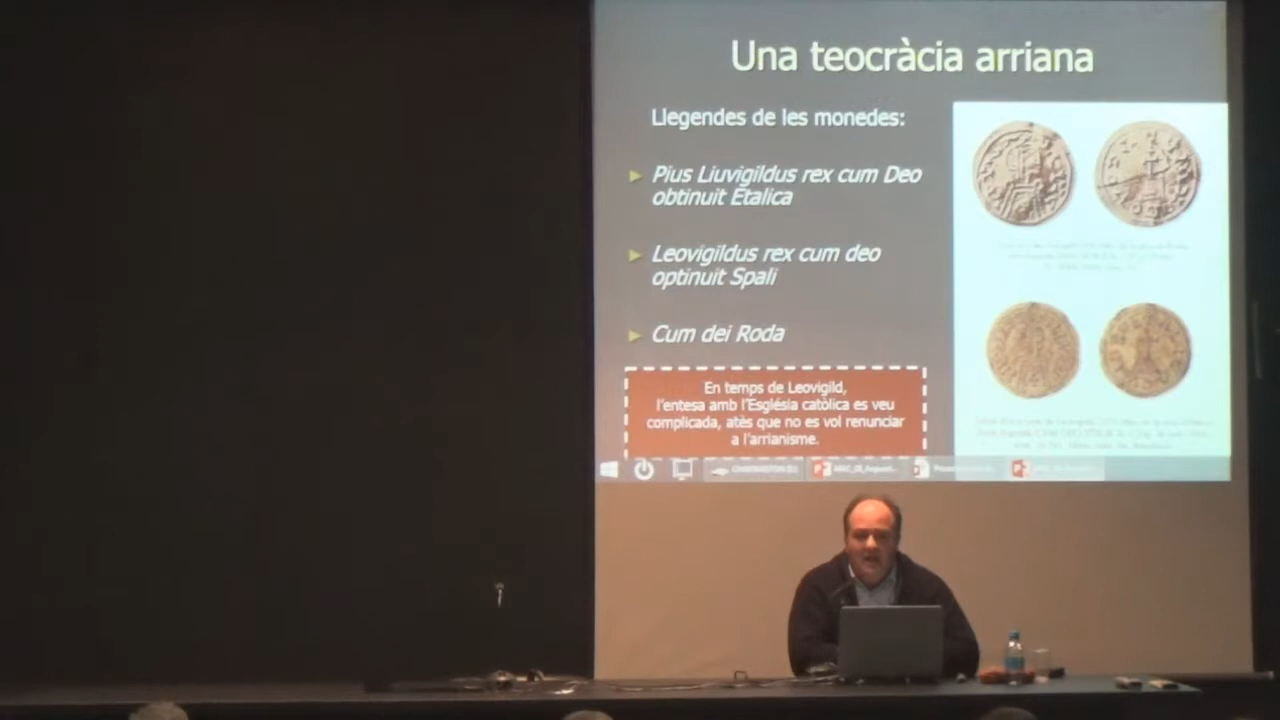 Una teocràcia arriana
Llegendes de les monedes:
Pius Liuvigildus rex cum Deo
obtinuit Etalica
Leovigildus rex cum deo
optinuit Spali
Cum dei Roda
En temps de Leovigild,
l'entesa amb l'Església catòlica es veu
complicada, atès que no es vol renunciar
a l'arrianisme.